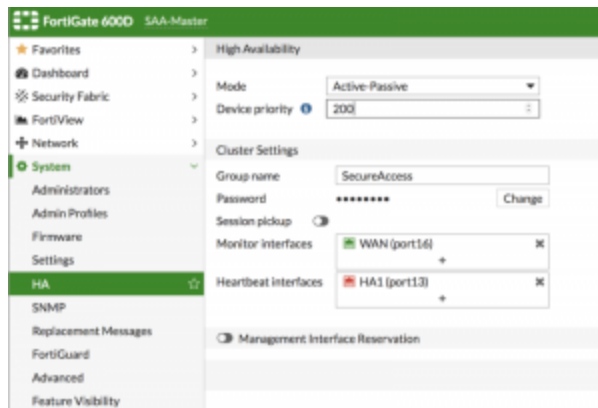 FortiGate 600D SAA-Master
Favorites
Dashboard
Security Fabric
FortiView
Network
System
Administrators
Admin Profiles
Firmware
Settings
HA
SNMP
Replacement Messages
FortiGuard
Advanced
Feature Visibility
High Availability
Mode Active-Passive
Device priority 200
Cluster Settings
Group name SecureAccess
Password •••••••• Change
Session pickup
Monitor interfaces WAN (port16)
+
Heartbeat interfaces HA1 (port13)
+
Management Interface Reservation